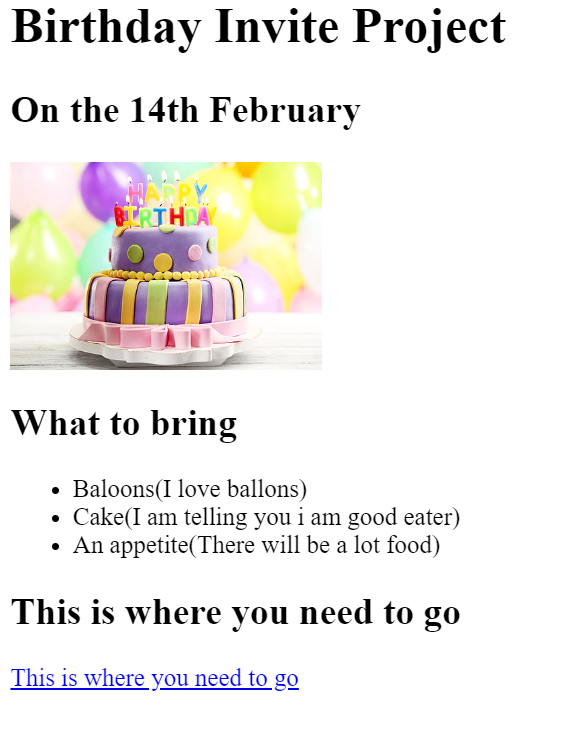 Birthday Invite Project
On the 14th February
HAPPY
BIRTHDAY
What to bring
Baloons(I love ballons)
Cake(I am telling you i am good eater)
An appetite(There will be a lot food)
This is where you need to go
This is where you need to go